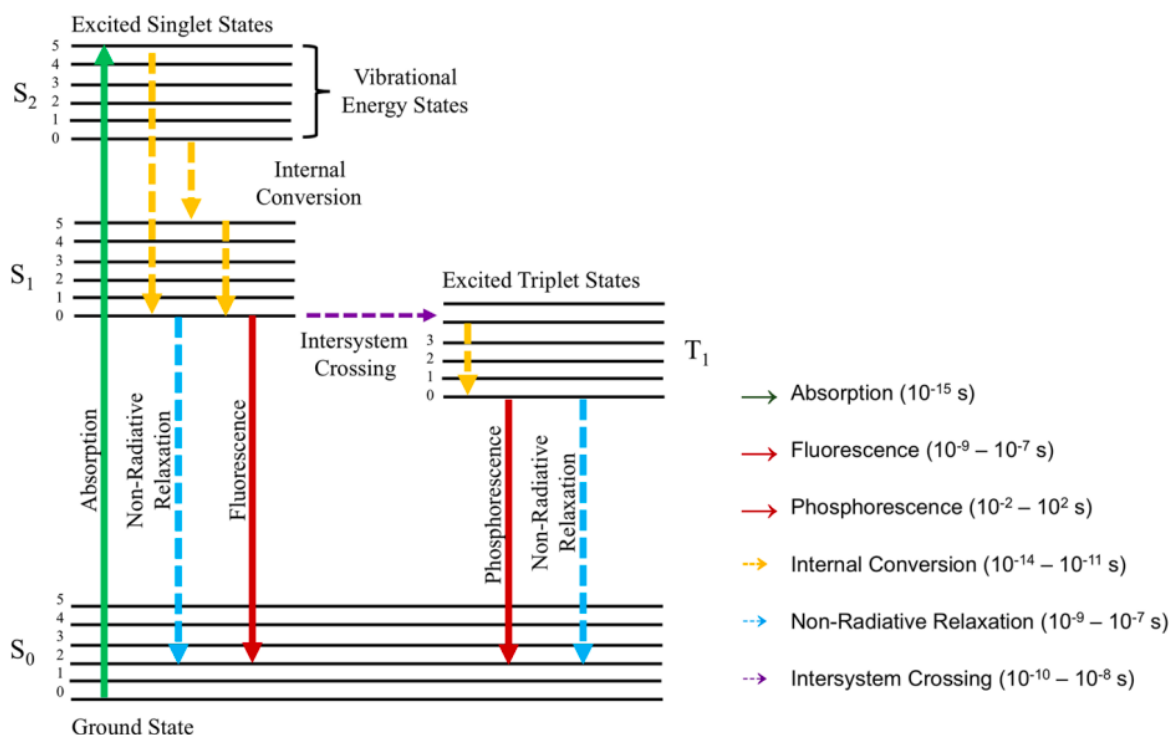 Excited Singlet States
5
4
3
2
1
0
S₂
Vibrational
Energy States
Internal
Conversion
5
4
3
2
1
0
S₁
Excited Triplet States
3
2
1
0
T₁
Intersystem
Crossing
Absorption
Non-Radiative
Relaxation
Fluorescence
Phosphorescence
Non-Radiative
Relaxation
5
4
3
2
1
0
S₀
Ground State
Absorption (10⁻¹⁵ s)
Fluorescence (10⁻⁹ – 10⁻⁷ s)
Phosphorescence (10⁻² – 10² s)
Internal Conversion (10⁻¹⁴ – 10⁻¹¹ s)
Non-Radiative Relaxation (10⁻⁹ – 10⁻⁷ s)
Intersystem Crossing (10⁻¹⁰ – 10⁻⁸ s)